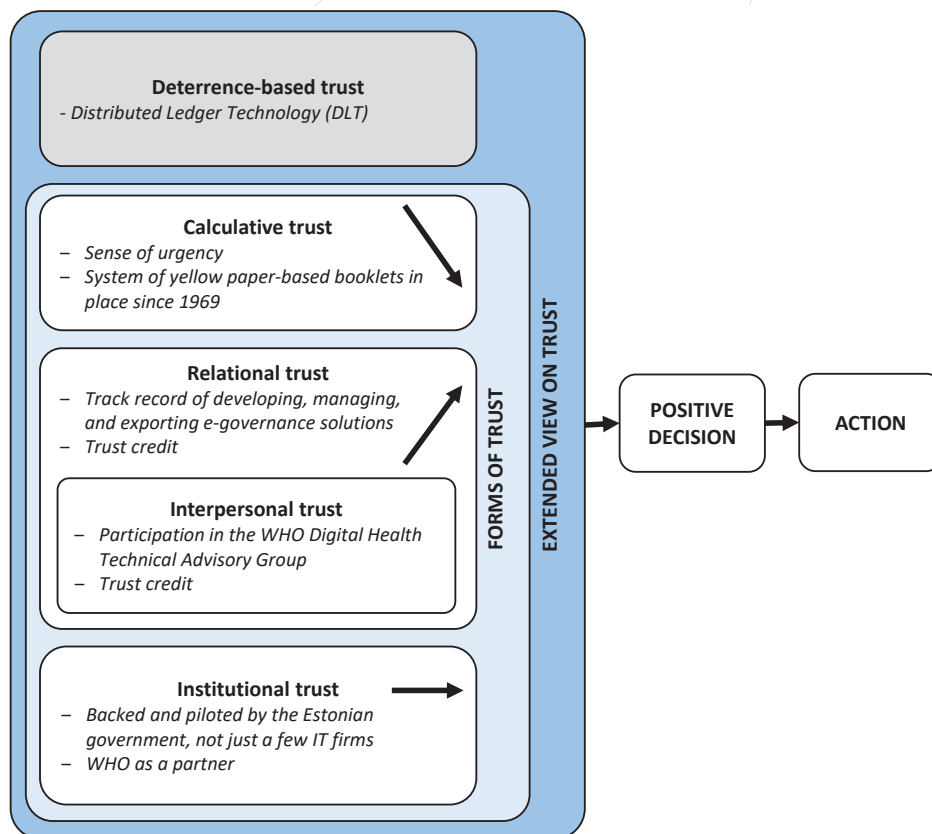 Deterrence-based trust
- Distributed Ledger Technology (DLT)
Calculative trust
– Sense of urgency
– System of yellow paper-based booklets in
place since 1969
Relational trust
– Track record of developing, managing,
and exporting e-governance solutions
– Trust credit
Interpersonal trust
– Participation in the WHO Digital Health
Technical Advisory Group
– Trust credit
Institutional trust
– Backed and piloted by the Estonian
government, not just a few IT firms
– WHO as a partner
FORMS OF TRUST
EXTENDED VIEW ON TRUST
POSITIVE
DECISION
ACTION